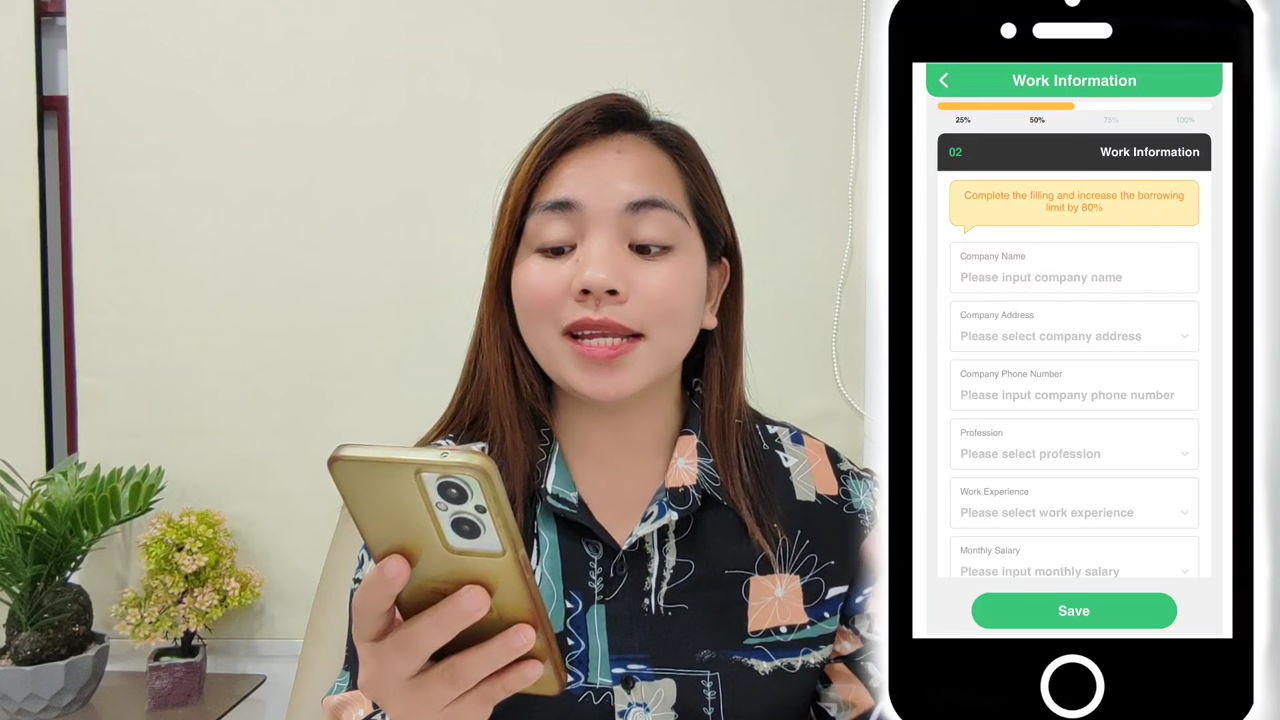 Work Information
25%
50%
75%
100%
02
Work Information
Complete the filling and increase the borrowing
limit by 80%
Company Name
Please input company name
Company Address
Please select company address
Company Phone Number
Please input company phone number
Profession
Please select profession
Work Experience
Please select work experience
Monthly Salary
Please input monthly salary
Save